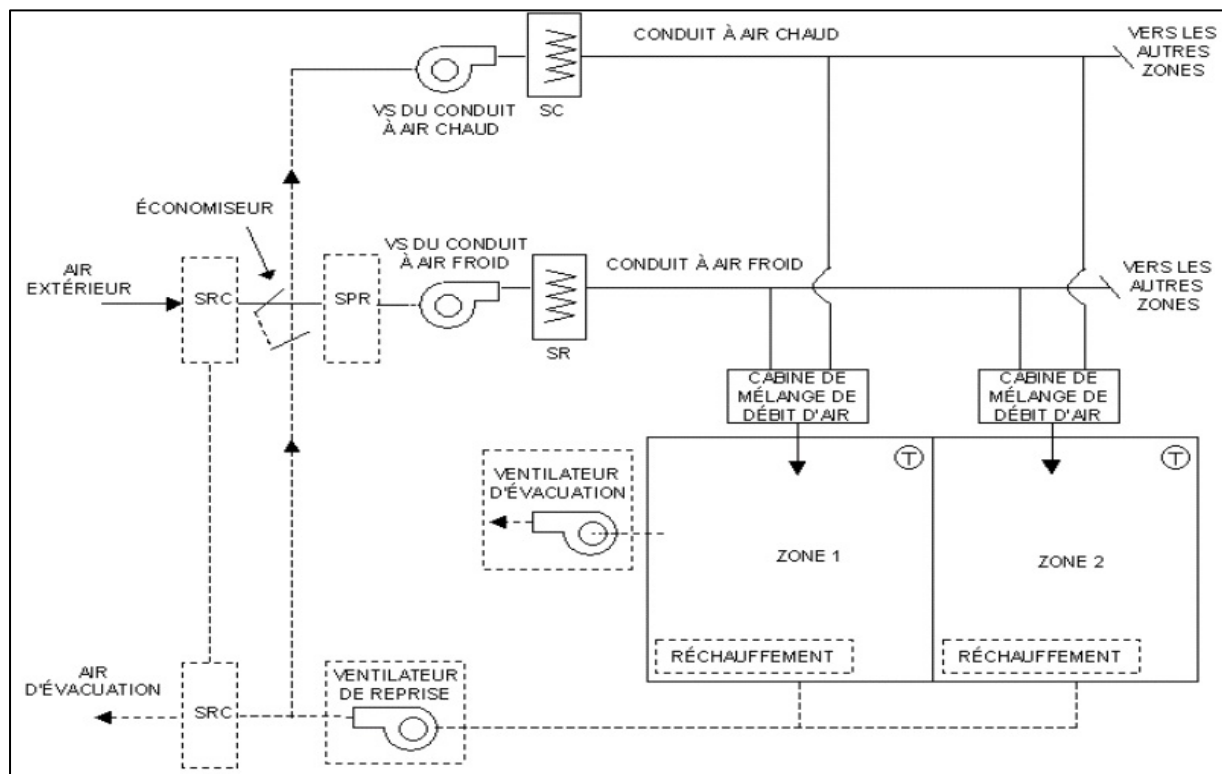 CONDUIT À AIR CHAUD
VERS LES
AUTRES
ZONES
VS DU CONDUIT
À AIR CHAUD
SC
ÉCONOMISEUR
VS DU CONDUIT
À AIR FROID
CONDUIT À AIR FROID
VERS LES
AUTRES
ZONES
AIR
EXTÉRIEUR
SRC
SPR
SR
CABINE DE
MÉLANGE DE
DÉBIT D'AIR
CABINE DE
MÉLANGE DE
DÉBIT D'AIR
T
T
VENTILATEUR
D'ÉVACUATION
ZONE 1
ZONE 2
RÉCHAUFFEMENT
RÉCHAUFFEMENT
AIR
D'ÉVACUATION
SRC
VENTILATEUR
DE REPRISE